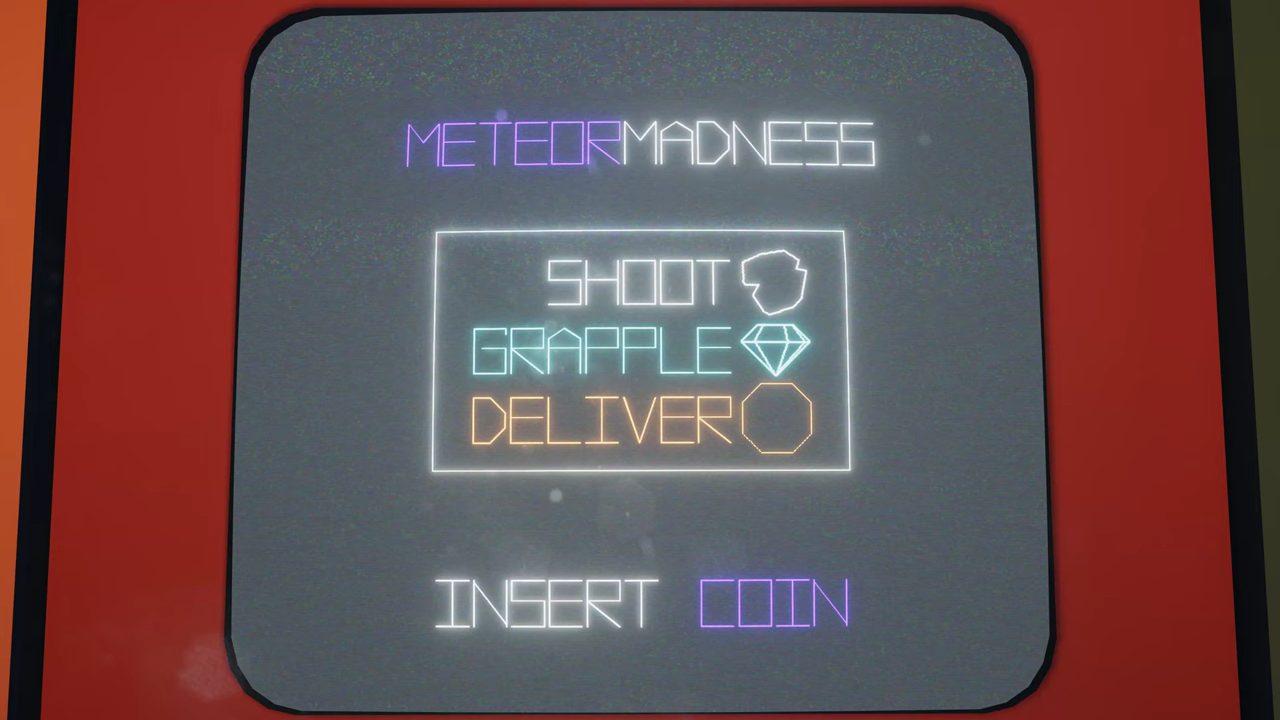 METEORMADNESS
SHOOT
GRAPPLE
DELIVER
INSERT COIN